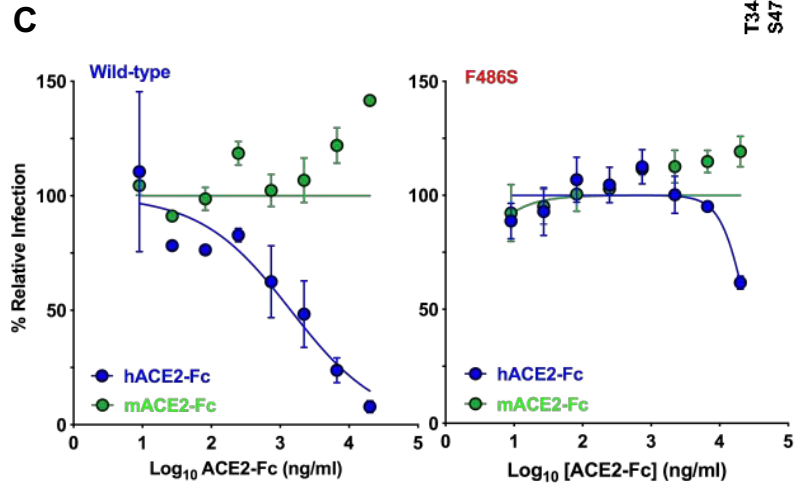 C
T34
S47
Wild-type
F486S
% Relative Infection
150
100
50
0
hACE2-Fc
mACE2-Fc
0 1 2 3 4 5
Log10 ACE2-Fc (ng/ml)
150
100
50
0
hACE2-Fc
mACE2-Fc
0 1 2 3 4 5
Log10 [ACE2-Fc] (ng/ml)